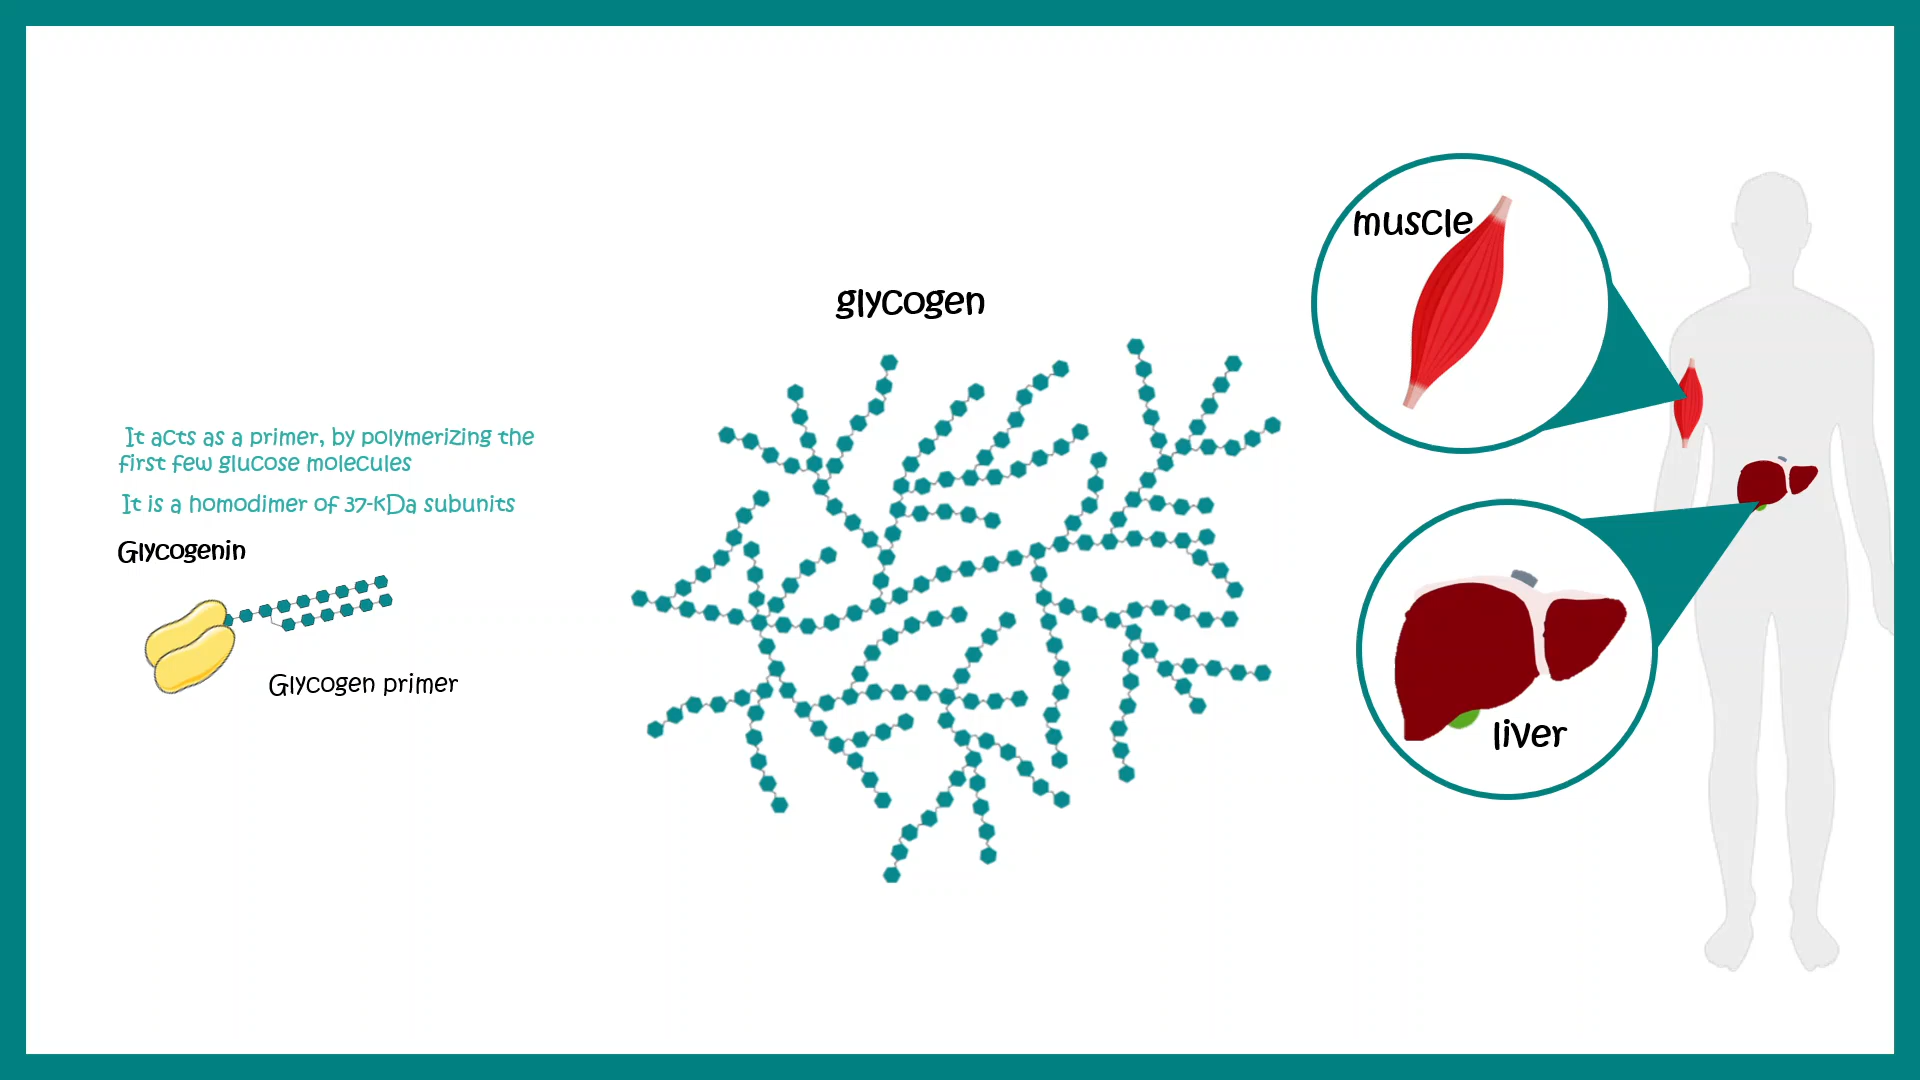 It acts as a primer, by polymerizing the
first few glucose molecules
It is a homodimer of 37-kDa subunits
Glycogenin
Glycogen primer
glycogen
muscle
liver